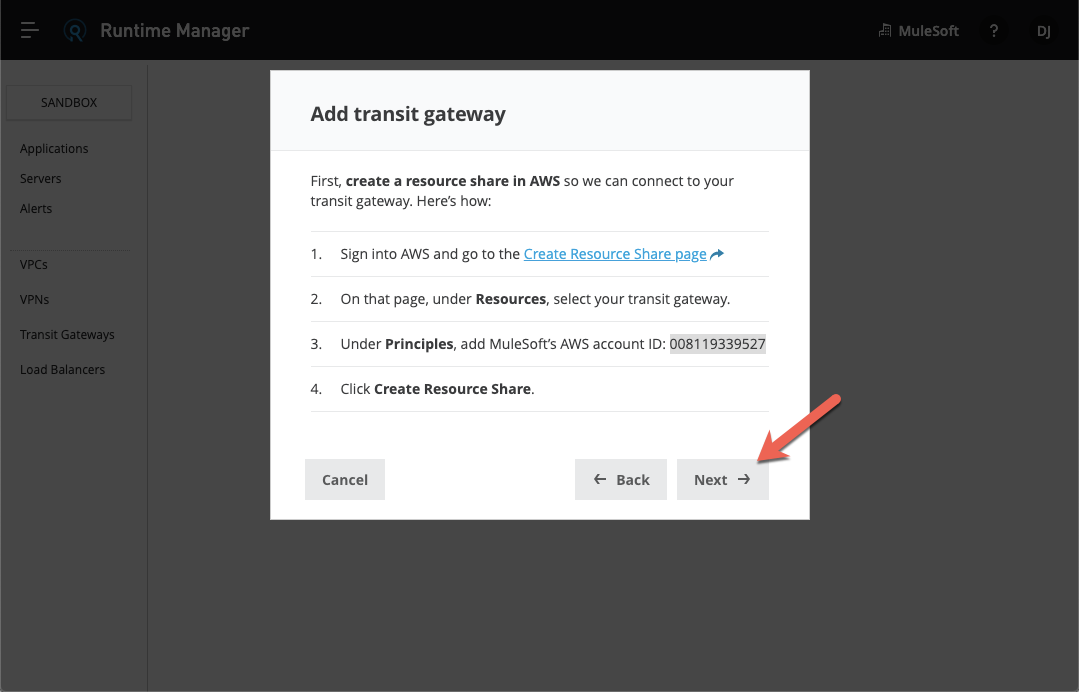 Runtime Manager
MuleSoft
?
DJ
SANDBOX
Applications
Servers
Alerts
VPCs
VPNs
Transit Gateways
Load Balancers
Add transit gateway
First, create a resource share in AWS so we can connect to your
transit gateway. Here’s how:
1. Sign into AWS and go to the Create Resource Share page
2. On that page, under Resources, select your transit gateway.
3. Under Principles, add MuleSoft’s AWS account ID: 008119339527
4. Click Create Resource Share.
Cancel
Back
Next